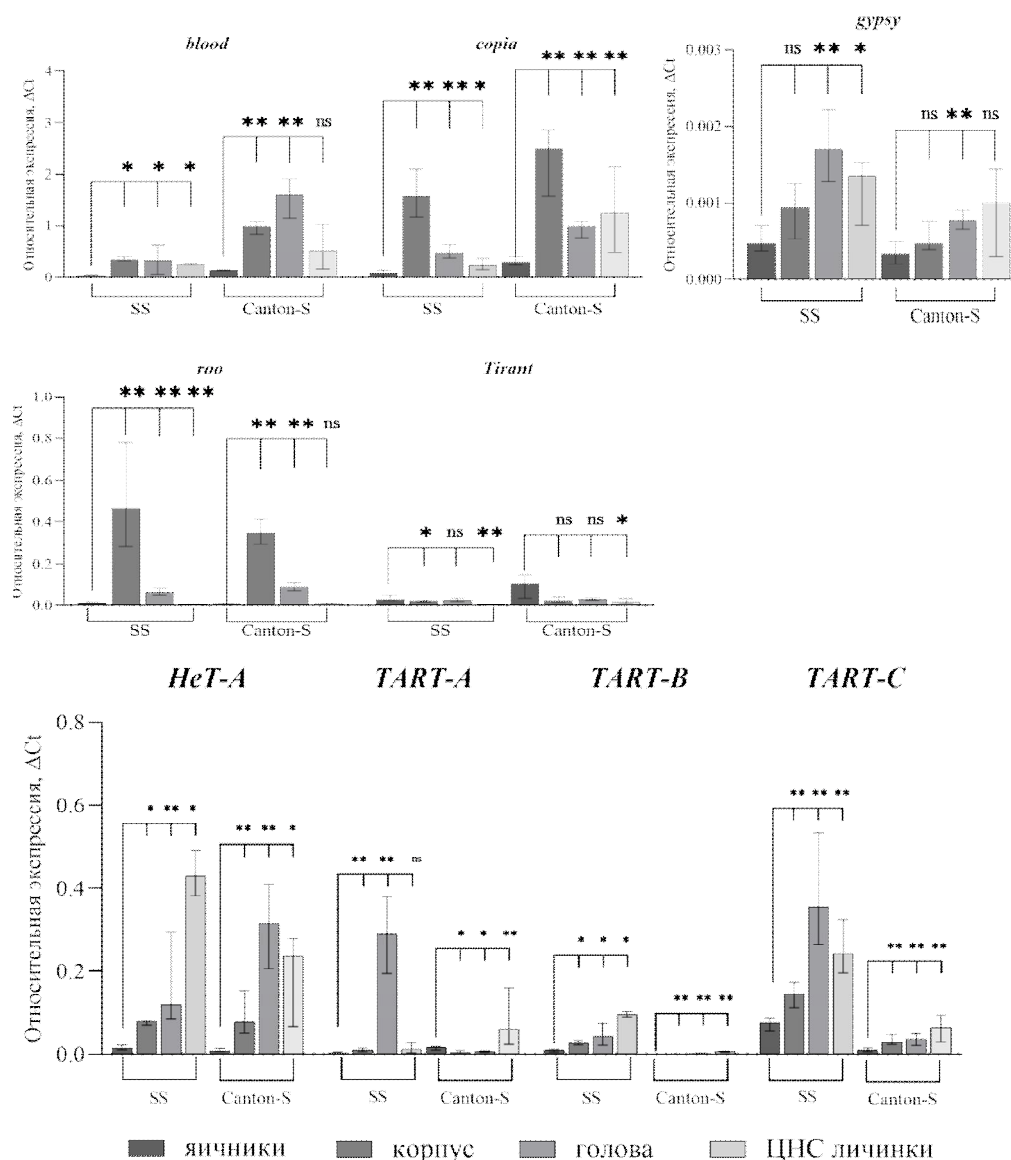 blood copia gypsy
Относительная экспрессия, ΔCt
4
3
2
1
0
* * * ** ** ns ** ** * ** ** **
SS Canton-S SS Canton-S
Относительная экспрессия, ΔCt
0.003
0.002
0.001
0.000
ns ** * ns ** ns
SS Canton-S
roo Tirant
Относительная экспрессия, ΔCt
1.0
0.8
0.6
0.4
0.2
0.0
** ** ** ** ** ns * ns ** ns ns *
SS Canton-S SS Canton-S
HeT-A TART-A TART-B TART-C
Относительная экспрессия, ΔCt
0.8
0.6
0.4
0.2
0.0
* ** * ** ** * ** ** ns * * ** * * * ** ** ** ** ** ** ** ** **
SS Canton-S SS Canton-S SS Canton-S SS Canton-S
яичники корпус голова ЦНС личинки